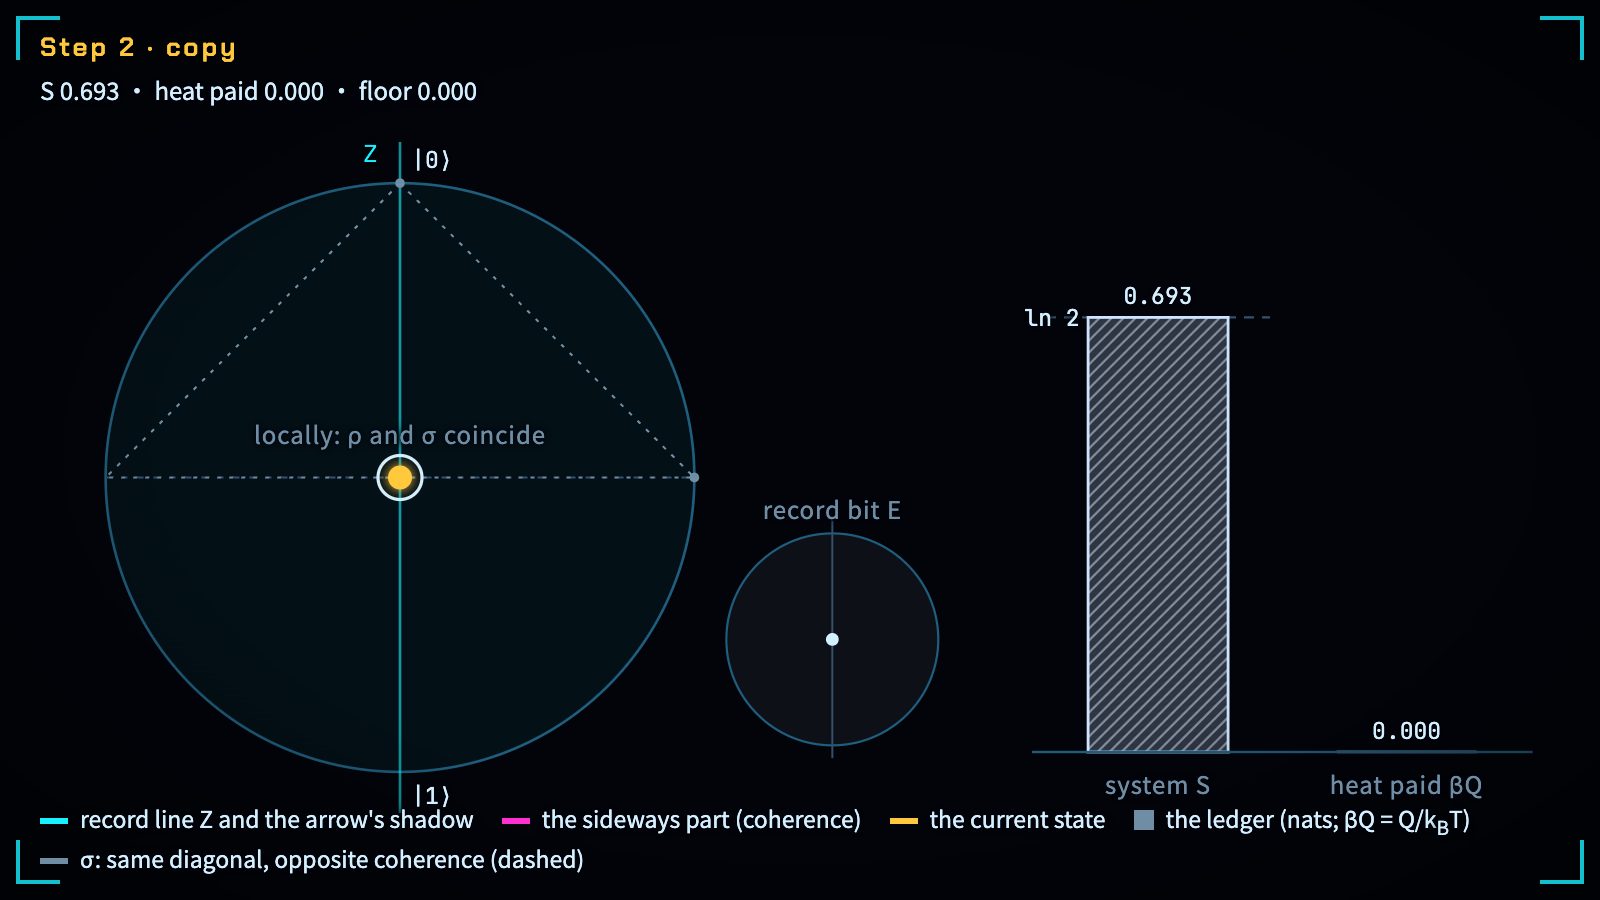 Step 2 · copy
S 0.693 • heat paid 0.000 • floor 0.000
Z
|0⟩
0.693
ln 2
locally: ρ and σ coincide
record bit E
0.000
system S
heat paid βQ
|1⟩
record line Z and the arrow's shadow
the sideways part (coherence)
the current state
the ledger (nats; βQ = Q/k_BT)
σ: same diagonal, opposite coherence (dashed)